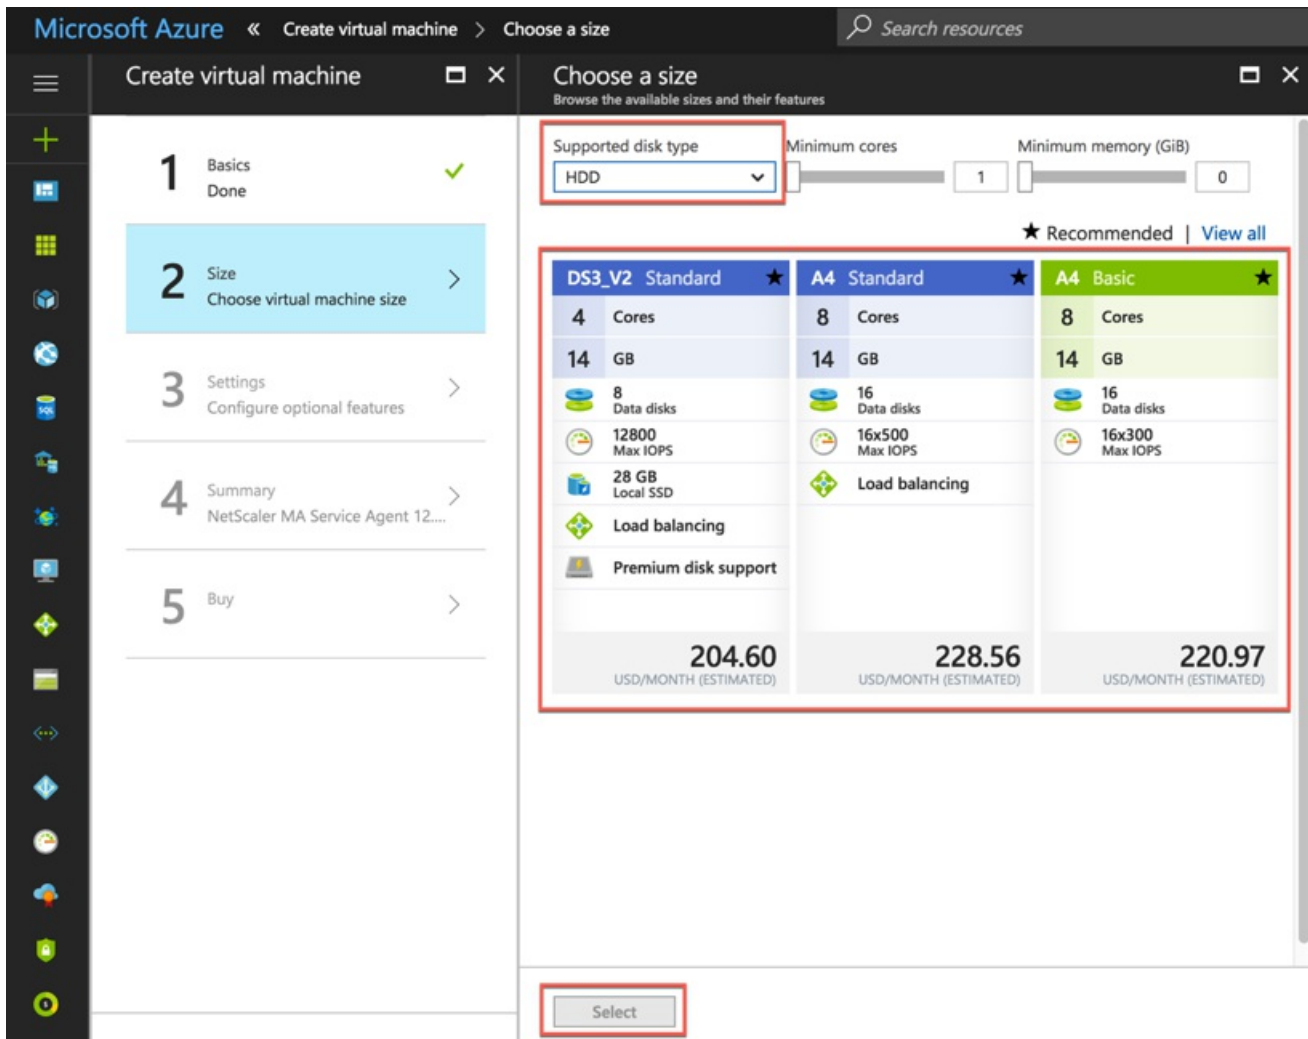 Microsoft Azure « Create virtual machine > Choose a size
Search resources
Create virtual machine
1
Basics
Done
2
Size
Choose virtual machine size
3
Settings
Configure optional features
4
Summary
NetScaler MA Service Agent 12....
5
Buy
Choose a size
Browse the available sizes and their features
Supported disk type
HDD
Minimum cores
1
Minimum memory (GiB)
0
★ Recommended | View all
DS3_V2 Standard ★
4 Cores
14 GB
8
Data disks
12800
Max IOPS
28 GB
Local SSD
Load balancing
Premium disk support
204.60
USD/MONTH (ESTIMATED)
A4 Standard ★
8 Cores
14 GB
16
Data disks
16x500
Max IOPS
Load balancing
228.56
USD/MONTH (ESTIMATED)
A4 Basic ★
8 Cores
14 GB
16
Data disks
16x300
Max IOPS
220.97
USD/MONTH (ESTIMATED)
Select
SQL